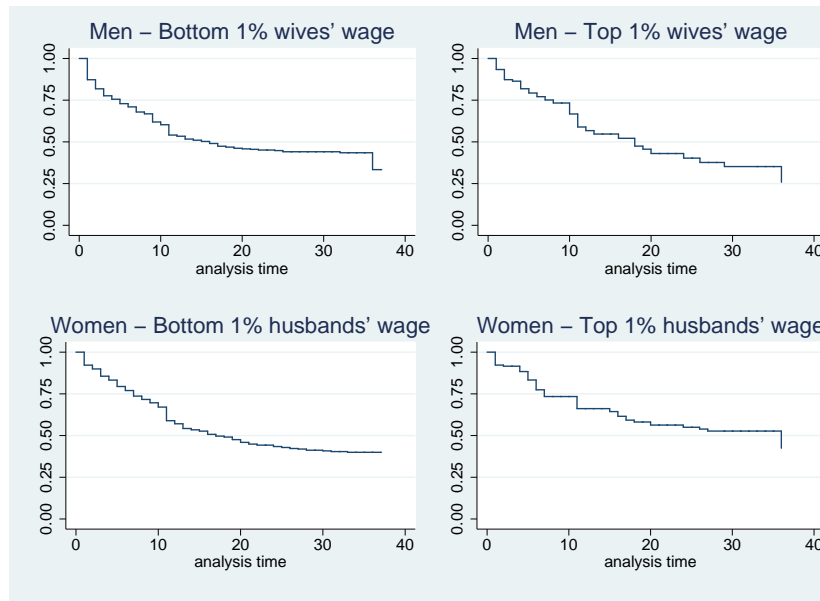 Men – Bottom 1% wives' wage
1.00
0.75
0.50
0.25
0.00
0 10 20 30 40
analysis time
Men – Top 1% wives' wage
1.00
0.75
0.50
0.25
0.00
0 10 20 30 40
analysis time
Women – Bottom 1% husbands' wage
1.00
0.75
0.50
0.25
0.00
0 10 20 30 40
analysis time
Women – Top 1% husbands' wage
1.00
0.75
0.50
0.25
0.00
0 10 20 30 40
analysis time